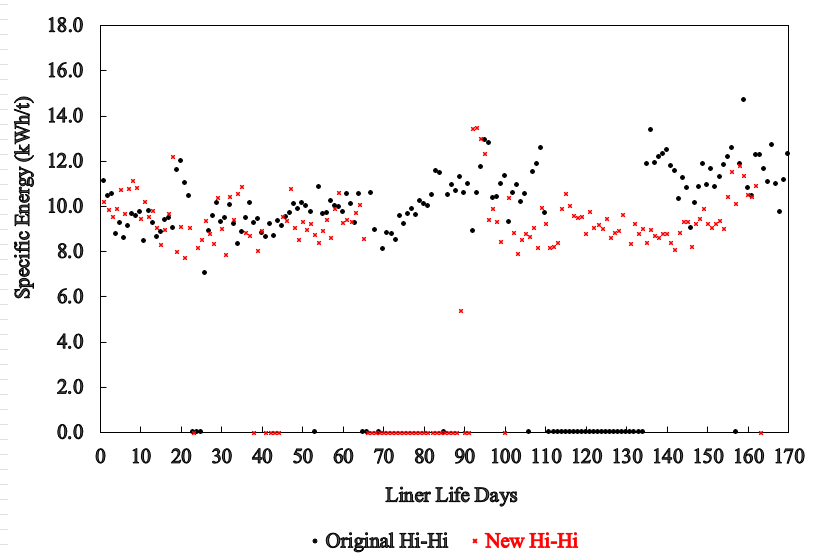 18.0
16.0
14.0
12.0
10.0
8.0
6.0
4.0
2.0
0.0
Specific Energy (kWh/t)
0 10 20 30 40 50 60 70 80 90 100 110 120 130 140 150 160 170
Liner Life Days
Original Hi-Hi New Hi-Hi